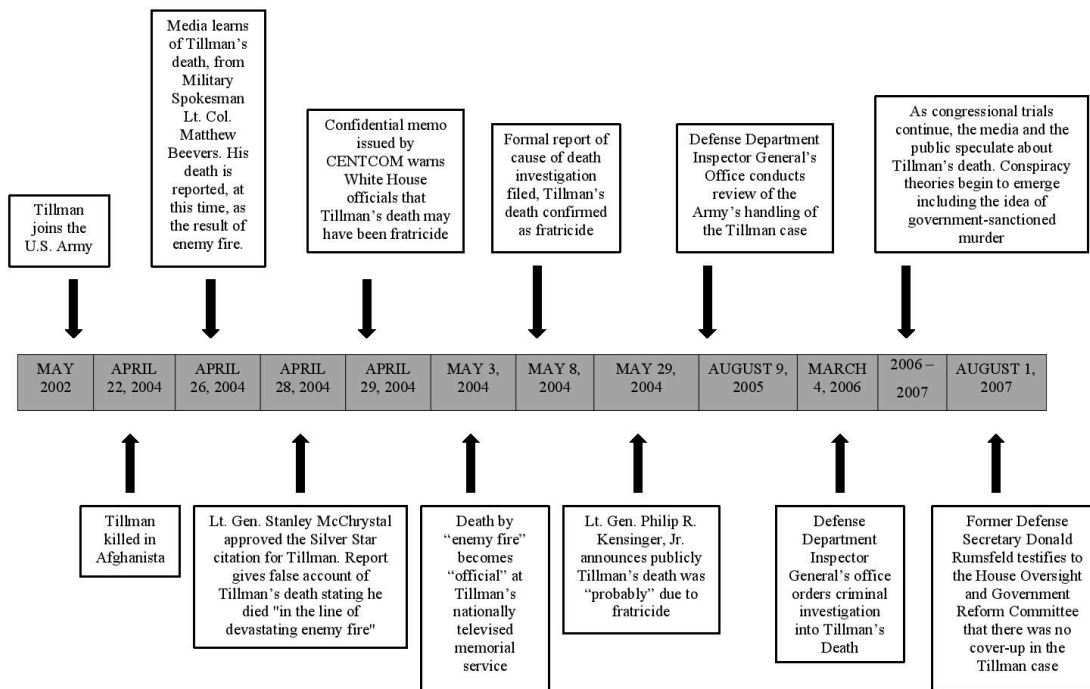 Media learns
of Tillman’s
death, from
Military
Spokesman
Lt. Col.
Matthew
Beevers. His
death is
reported, at
this time, as
the result of
enemy fire.
Tillman
joins the
U.S. Army
Confidential memo
issued by
CENTCOM warns
White House
officials that
Tillman’s death may
have been fratricide
Formal report of
cause of death
investigation
filed, Tillman’s
death confirmed
as fratricide
Defense Department
Inspector General’s
Office conducts
review of the
Army’s handling of
the Tillman case
As congressional trials
continue, the media and the
public speculate about
Tillman’s death. Conspiracy
theories begin to emerge
including the idea of
government-sanctioned
murder
MAY
2002
APRIL
22, 2004
APRIL
26, 2004
APRIL
28, 2004
APRIL
29, 2004
MAY 3,
2004
MAY 8,
2004
MAY 29,
2004
AUGUST 9,
2005
MARCH
4, 2006
2006 –
2007
AUGUST 1,
2007
Tillman
killed in
Afghanista
Lt. Gen. Stanley McChrystal
approved the Silver Star
citation for Tillman. Report
gives false account of
Tillman’s death stating he
died "in the line of
devastating enemy fire"
Death by
“enemy fire”
becomes
“official” at
Tillman’s
nationally
televised
memorial
service
Lt. Gen. Philip R.
Kensinger, Jr.
announces publicly
Tillman’s death was
“probably” due to
fratricide
Defense
Department
Inspector
General’s office
orders criminal
investigation
into Tillman’s
Death
Former Defense
Secretary Donald
Rumsfeld testifies to
the House Oversight
and Government
Reform Committee
that there was no
cover-up in the
Tillman case